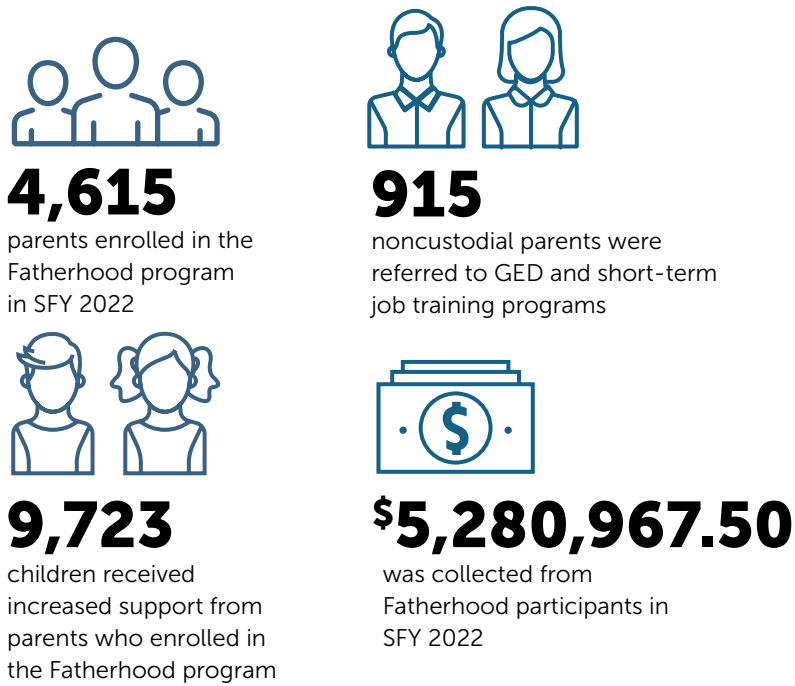 4,615
parents enrolled in the
Fatherhood program
in SFY 2022
915
noncustodial parents were
referred to GED and short-term
job training programs
9,723
children received
increased support from
parents who enrolled in
the Fatherhood program
$
$5,280,967.50
was collected from
Fatherhood participants in
SFY 2022